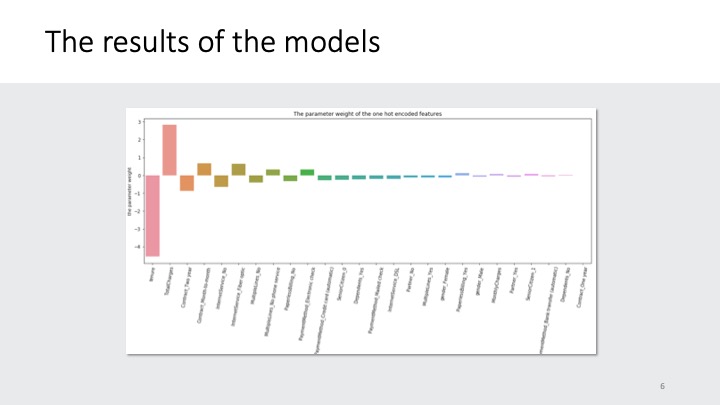 The results of the models
The parameter weight of the one hot encoded features
the parameter weight
3
2
1
0
−1
−2
−3
−4
tenure
TotalCharges
Contract_Two year
Contract_Month-to-month
InternetService_No
InternetService_Fiber optic
MultipleLines_No
MultipleLines_No phone service
PaperlessBilling_No
PaymentMethod_Electronic check
PaymentMethod_Credit card (automatic)
SeniorCitizen_0
Dependents_Yes
PaymentMethod_Mailed check
InternetService_DSL
Partner_No
MultipleLines_Yes
gender_Female
PaperlessBilling_Yes
gender_Male
MonthlyCharges
Partner_Yes
SeniorCitizen_1
mentMethod_Bank transfer (automatic)
Dependents_No
Contract_One year
6